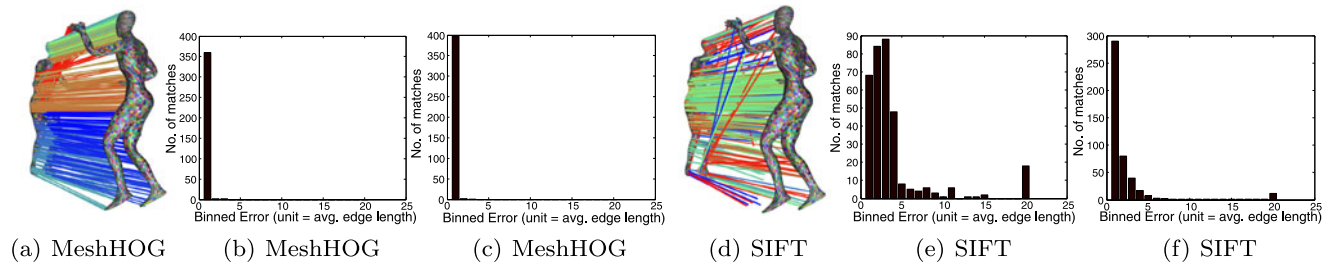 400
350
300
250
200
150
100
50
0
0 5 10 15 20 25
No. of matches
Binned Error (unit = avg. edge length)
400
350
300
250
200
150
100
50
0
0 5 10 15 20 25
No. of matches
Binned Error (unit = avg. edge length)
90
80
70
60
50
40
30
20
10
0
0 5 10 15 20 25
No. of matches
Binned Error (unit = avg. edge length)
300
250
200
150
100
50
0
0 5 10 15 20 25
No. of matches
Binned Error (unit = avg. edge length)
(a) MeshHOG (b) MeshHOG (c) MeshHOG (d) SIFT (e) SIFT (f) SIFT